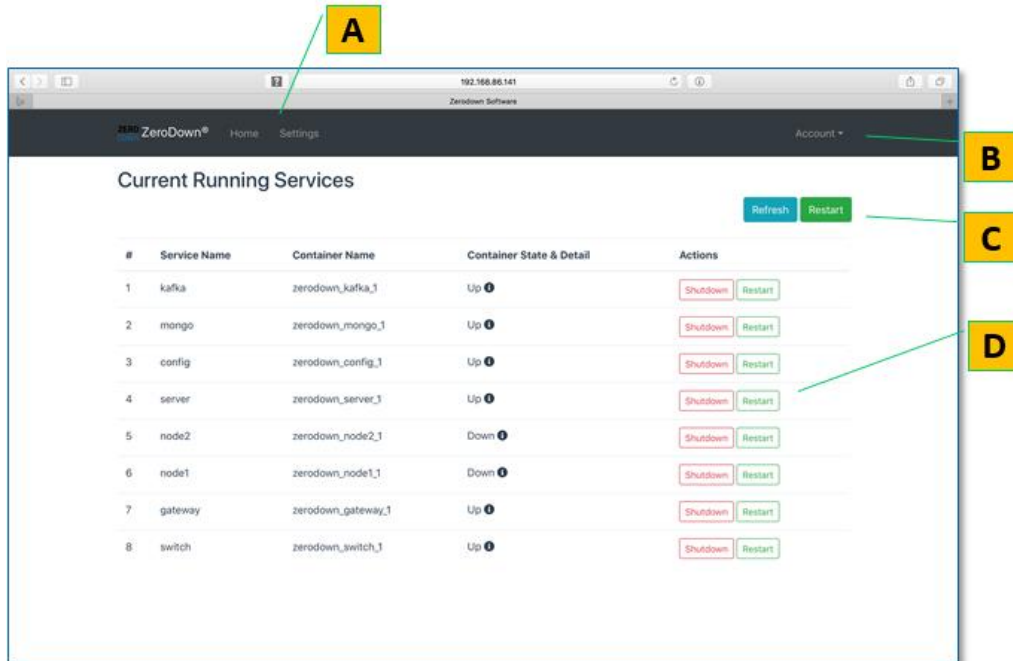 A
192.168.86.141
Zerodown Software
ZERO ZeroDown® Home Settings Account
B
Current Running Services
Refresh Restart
C
# Service Name Container Name Container State & Detail Actions
1 kafka zerodown_kafka_1 Up Shutdown Restart
2 mongo zerodown_mongo_1 Up Shutdown Restart
D
3 config zerodown_config_1 Up Shutdown Restart
4 server zerodown_server_1 Up Shutdown Restart
5 node2 zerodown_node2_1 Down Shutdown Restart
6 node1 zerodown_node1_1 Down Shutdown Restart
7 gateway zerodown_gateway_1 Up Shutdown Restart
8 switch zerodown_switch_1 Up Shutdown Restart